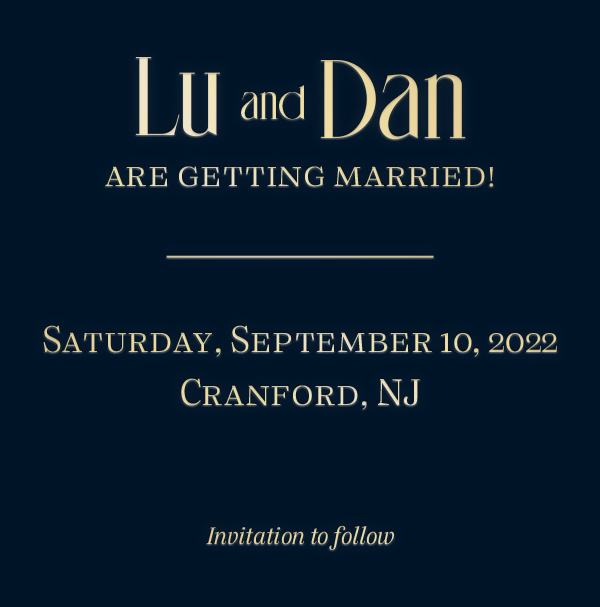 Lu and Dan
ARE GETTING MARRIED!
Saturday, September 10, 2022
Cranford, NJ
Invitation to follow